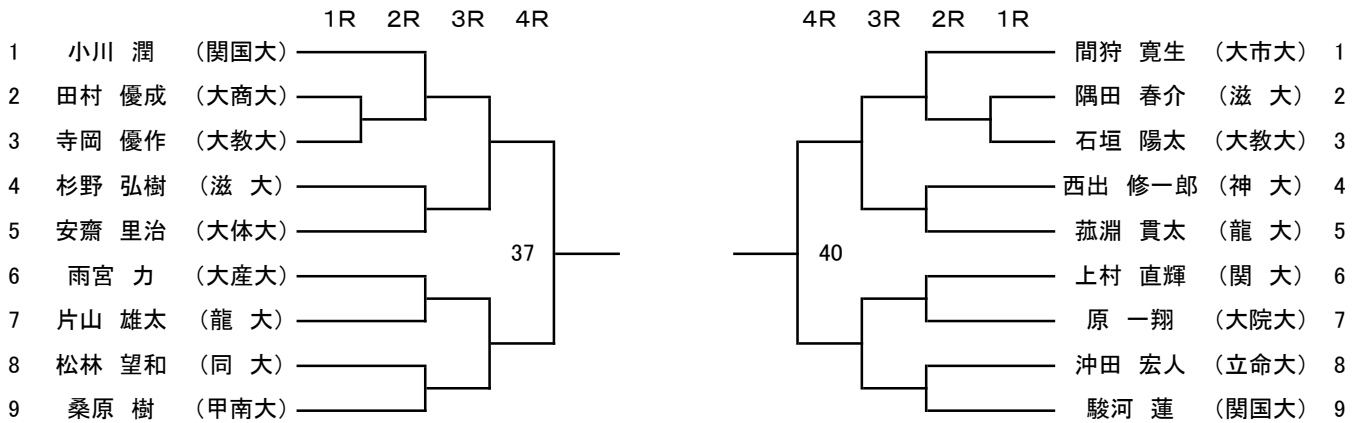 1R 2R 3R 4R
1 小川 潤 (関国大)
2 田村 優成 (大商大)
3 寺岡 優作 (大教大)
4 杉野 弘樹 (滋 大)
5 安齋 里治 (大体大)
37
6 雨宮 力 (大産大)
7 片山 雄太 (龍 大)
8 松林 望和 (同 大)
9 桑原 樹 (甲南大)
4R 3R 2R 1R
間狩 寛生 (大市大) 1
隅田 春介 (滋 大) 2
石垣 陽太 (大教大) 3
西出 修一郎 (神 大) 4
菰淵 貫太 (龍 大) 5
40
上村 直輝 (関 大) 6
原 一翔 (大院大) 7
沖田 宏人 (立命大) 8
駿河 蓮 (関国大) 9